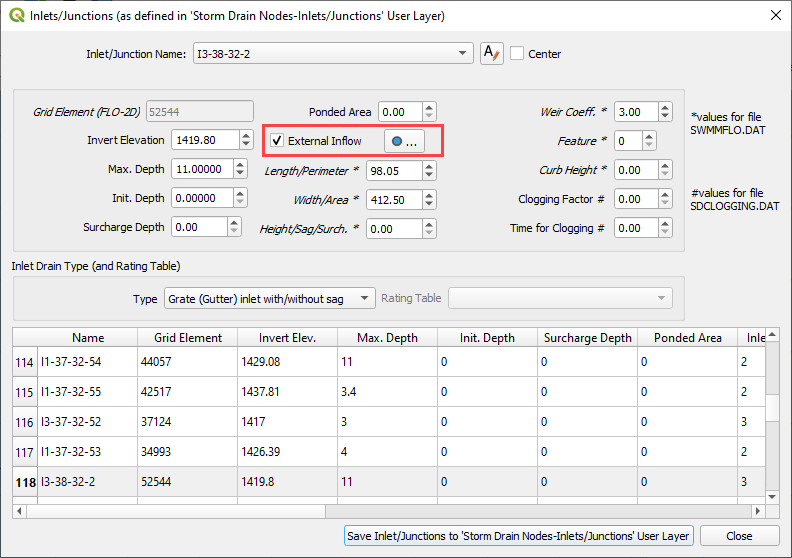 Inlets/Junctions (as defined in 'Storm Drain Nodes-Inlets/Junctions' User Layer)
Inlet/Junction Name: I3-38-32-2 A Center
Grid Element (FLO-2D) 52544 Ponded Area 0.00 Weir Coeff. * 3.00
*values for file
SWMMFLO.DAT
Invert Elevation 1419.80 External Inflow ... Feature * 0
Max. Depth 11.00000 Length/Perimeter * 98.05 Curb Height * 0.00
Init. Depth 0.00000 Width/Area * 412.50 Clogging Factor # 0.00
#values for file
SDCLOGGING.DAT
Surcharge Depth 0.00 Height/Sag/Surch. * 0.00 Time for Clogging # 0.00
Inlet Drain Type (and Rating Table)
Type Grate (Gutter) inlet with/without sag Rating Table
Name Grid Element Invert Elev. Max. Depth Init. Depth Surcharge Depth Ponded Area Inle
114 I1-37-32-54 44057 1429.08 11 0 0 0 2
115 I1-37-32-55 42517 1437.81 3.4 0 0 0 2
116 I3-37-32-52 37124 1417 3 0 0 0 3
117 I1-37-32-53 34993 1426.39 4 0 0 0 2
118 I3-38-32-2 52544 1419.8 11 0 0 0 3
Save Inlet/Junctions to 'Storm Drain Nodes-Inlets/Junctions' User Layer Close